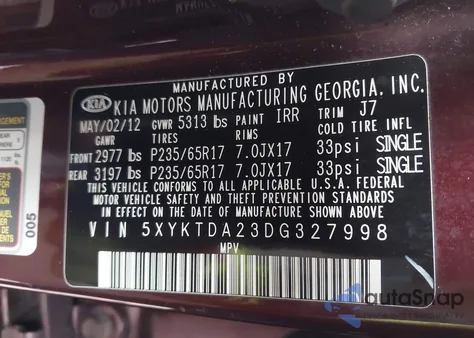 MANUFACTURED BY
KIA KIA MOTORS MANUFACTURING GEORGIA, INC.
MAY/02/12 GVWR 5313 lbs PAINT IRR TRIM J7
GAWR TIRES RIMS COLD TIRE INFL.
FRONT 2977 lbs P235/65R17 7.0JX17 33psi SINGLE
REAR 3197 lbs P235/65R17 7.0JX17 33psi SINGLE
THIS VEHICLE CONFORMS TO ALL APPLICABLE U.S.A. FEDERAL
MOTOR VEHICLE SAFETY AND THEFT PREVENTION STANDARDS
IN EFFECT ON THE DATE OF MANUFACTURE SHOWN ABOVE
VIN 5XYKTDA23DG327998
MPV
005
autoSnap